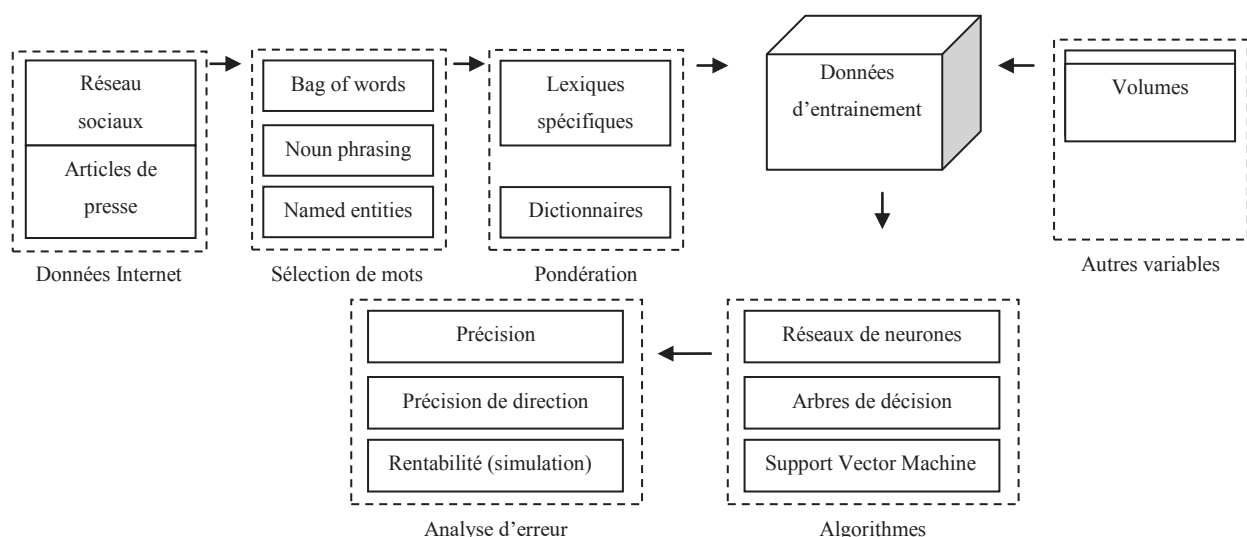 Réseau
sociaux
Articles de
presse
Données Internet
Bag of words
Noun phrasing
Named entities
Sélection de mots
Lexiques
spécifiques
Dictionnaires
Pondération
Données
d’entrainement
Volumes
Autres variables
Précision
Précision de direction
Rentabilité (simulation)
Analyse d’erreur
Réseaux de neurones
Arbres de décision
Support Vector Machine
Algorithmes